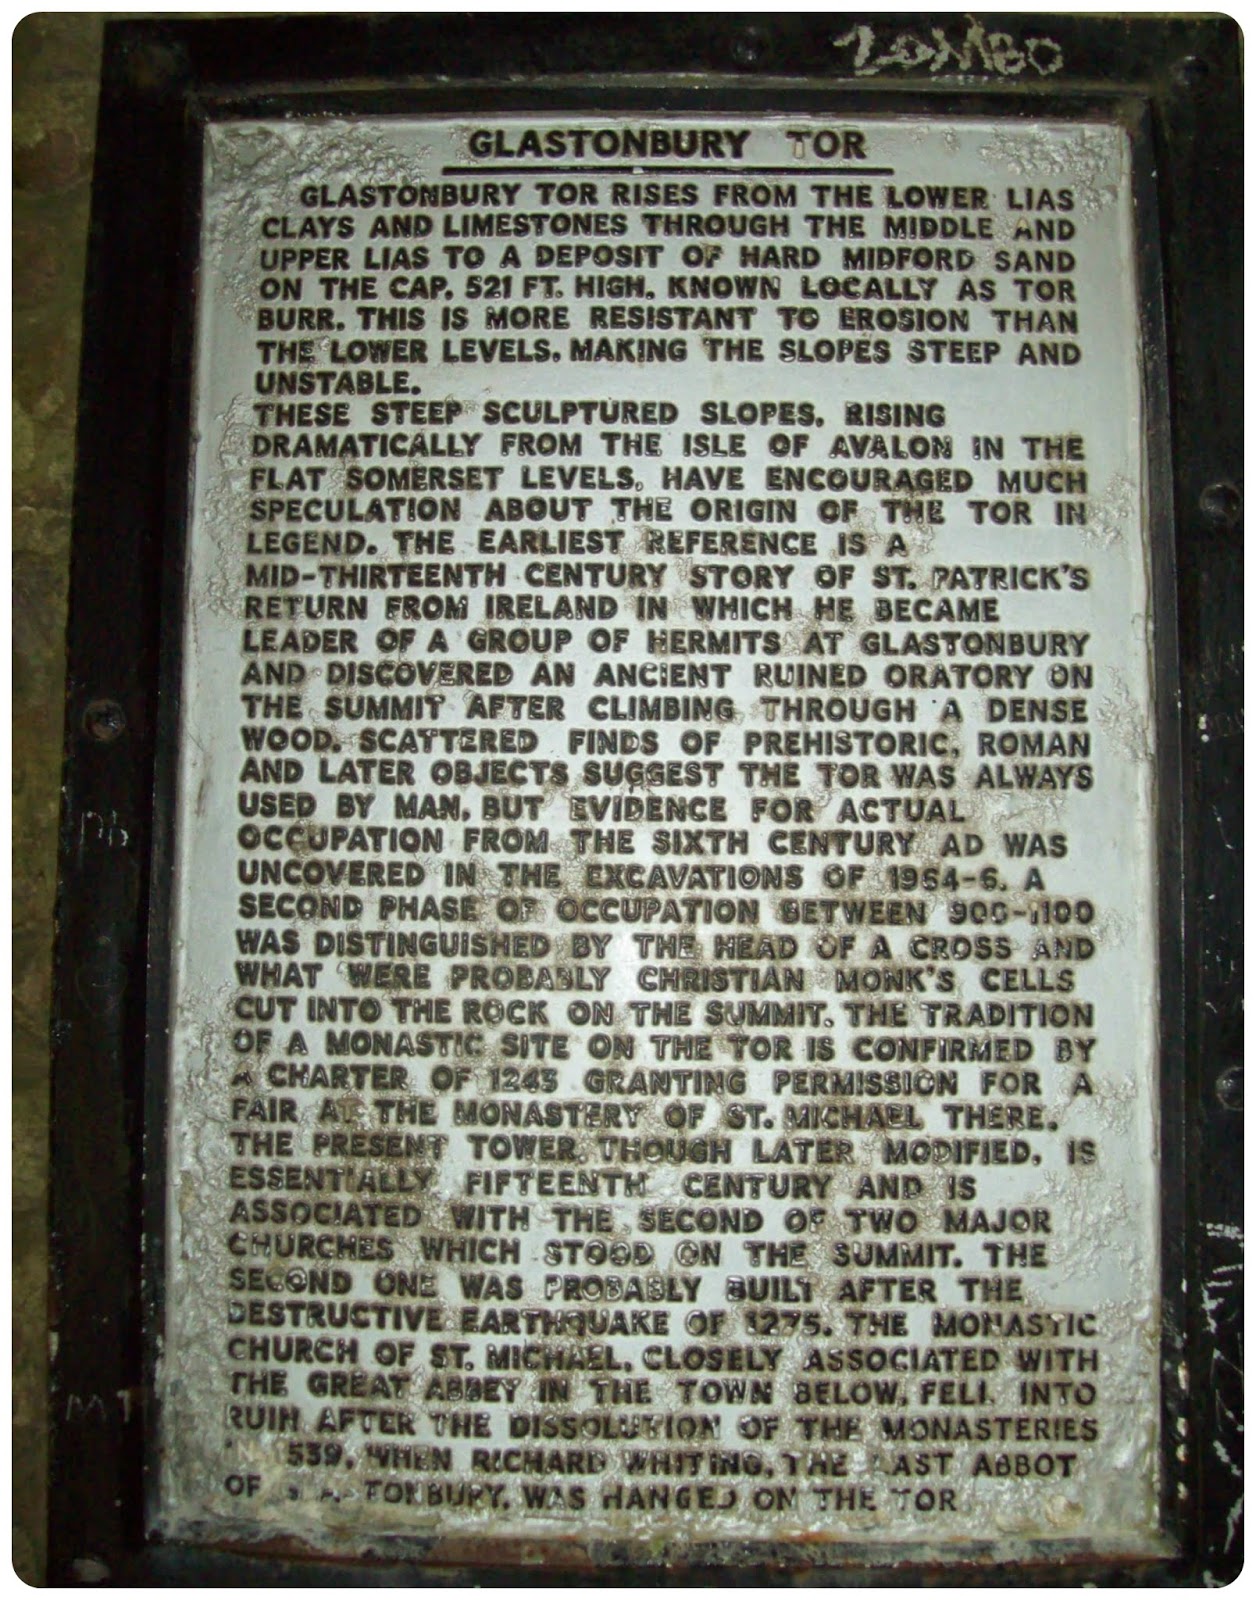 ZOMBO
GLASTONBURY TOR
GLASTONBURY TOR RISES FROM THE LOWER LIAS
CLAYS AND LIMESTONES THROUGH THE MIDDLE AND
UPPER LIAS TO A DEPOSIT OF HARD MIDFORD SAND
ON THE CAP. 521 FT. HIGH. KNOWN LOCALLY AS TOR
BURR. THIS IS MORE RESISTANT TO EROSION THAN
THE LOWER LEVELS. MAKING THE SLOPES STEEP AND
UNSTABLE.
THESE STEEP SCULPTURED SLOPES, RISING
DRAMATICALLY FROM THE ISLE OF AVALON IN THE
FLAT SOMERSET LEVELS, HAVE ENCOURAGED MUCH
SPECULATION ABOUT THE ORIGIN OF THE TOR IN
LEGEND. THE EARLIEST REFERENCE IS A
MID-THIRTEENTH CENTURY STORY OF ST. PATRICK'S
RETURN FROM IRELAND IN WHICH HE BECAME
LEADER OF A GROUP OF HERMITS AT GLASTONBURY
AND DISCOVERED AN ANCIENT RUINED ORATORY ON
THE SUMMIT AFTER CLIMBING THROUGH A DENSE
WOOD. SCATTERED FINDS OF PREHISTORIC, ROMAN
AND LATER OBJECTS SUGGEST THE TOR WAS ALWAYS
USED BY MAN, BUT EVIDENCE FOR ACTUAL
OCCUPATION FROM THE SIXTH CENTURY AD WAS
UNCOVERED IN THE EXCAVATIONS OF 1964-6. A
SECOND PHASE OF OCCUPATION BETWEEN 900-1100
WAS DISTINGUISHED BY THE HEAD OF A CROSS AND
WHAT WERE PROBABLY CHRISTIAN MONK'S CELLS
CUT INTO THE ROCK ON THE SUMMIT. THE TRADITION
OF A MONASTIC SITE ON THE TOR IS CONFIRMED BY
A CHARTER OF 1243 GRANTING PERMISSION FOR A
FAIR AT THE MONASTERY OF ST. MICHAEL THERE.
THE PRESENT TOWER, THOUGH LATER MODIFIED, IS
ESSENTIALLY FIFTEENTH CENTURY AND IS
ASSOCIATED WITH THE SECOND OF TWO MAJOR
CHURCHES WHICH STOOD ON THE SUMMIT. THE
SECOND ONE WAS PROBABLY BUILT AFTER THE
DESTRUCTIVE EARTHQUAKE OF 1275. THE MONASTIC
CHURCH OF ST. MICHAEL, CLOSELY ASSOCIATED WITH
THE GREAT ABBEY IN THE TOWN BELOW, FELL INTO
RUIN AFTER THE DISSOLUTION OF THE MONASTERIES
IN 1539, WHEN RICHARD WHITING, THE LAST ABBOT
OF GLASTONBURY, WAS HANGED ON THE TOR